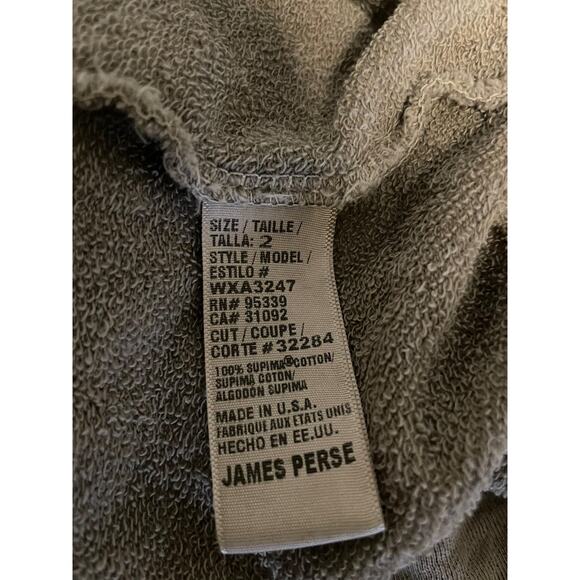 SIZE / TAILLE /
TALLA: 2
STYLE / MODEL /
ESTILO #
WXA3247
RN# 95339
CA# 31092
CUT / COUPE /
CORTE #32284
100% SUPIMA®COTTON/
SUPIMA COTON/
ALGODÓN SUPIMA
MADE IN U.S.A.
FABRIQUE AUX ETATS UNIS
HECHO EN EE.UU.
JAMES PERSE